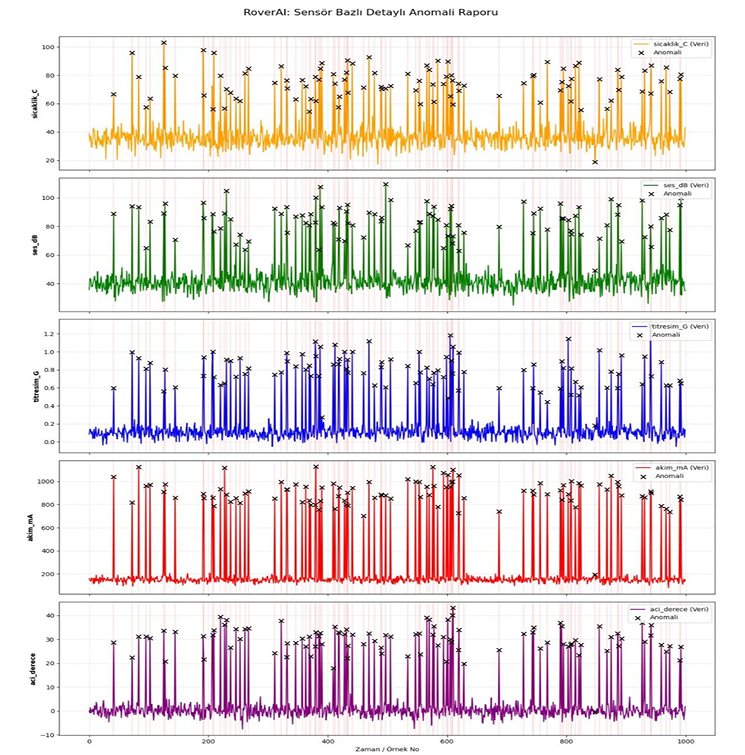 RoverAI: Sensör Bazlı Detaylı Anomali Raporu
sicaklik_C
100
80
60
40
20
sicaklik_C (Veri)
Anomali
ses_dB
100
80
60
40
ses_dB (Veri)
Anomali
titresim_G
1.2
1.0
0.8
0.6
0.4
0.2
0.0
titresim_G (Veri)
Anomali
akim_mA
1000
800
600
400
200
akim_mA (Veri)
Anomali
aci_derece
40
30
20
10
0
−10
aci_derece (Veri)
Anomali
0
200
400
600
800
1000
Zaman / Örnek No